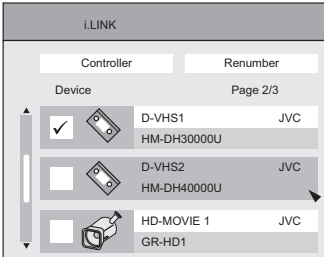 i.LINK
Controller Renumber
Device Page 2/3
D-VHS1 JVC
HM-DH30000U
D-VHS2 JVC
HM-DH40000U
HD-MOVIE 1 JVC
GR-HD1